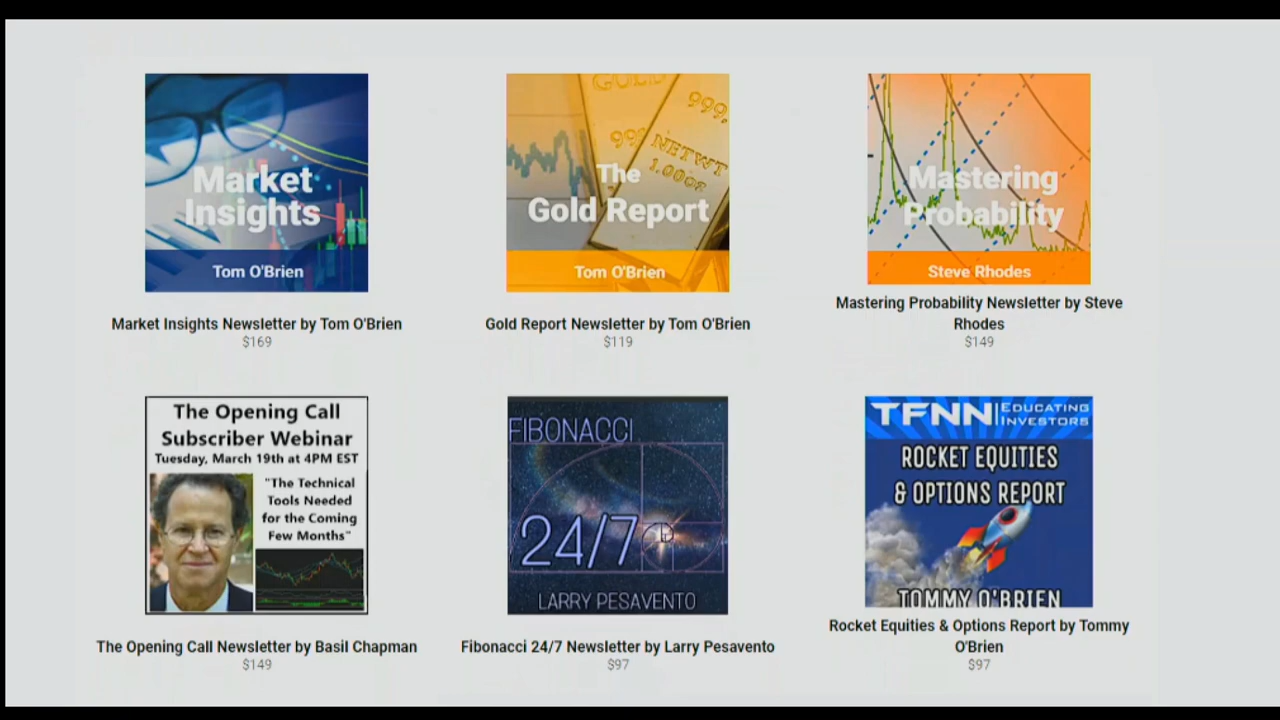 Market
Insights
Tom O'Brien
Market Insights Newsletter by Tom O'Brien
$169
GOLD
999,
99
NETWT
1.00oz
The
Gold Report
Tom O'Brien
Gold Report Newsletter by Tom O'Brien
$119
Mastering
Probability
Steve Rhodes
Mastering Probability Newsletter by Steve
Rhodes
$149
The Opening Call
Subscriber Webinar
Tuesday, March 19th at 4PM EST
"The Technical
Tools Needed
for the Coming
Few Months"
The Opening Call Newsletter by Basil Chapman
$149
FIBONACCI
24/7
LARRY PESAVENTO
Fibonacci 24/7 Newsletter by Larry Pesavento
$97
TFNN EDUCATING
INVESTORS
ROCKET EQUITIES
& OPTIONS REPORT
TOMMY O'BRIEN
Rocket Equities & Options Report by Tommy
O'Brien
$97